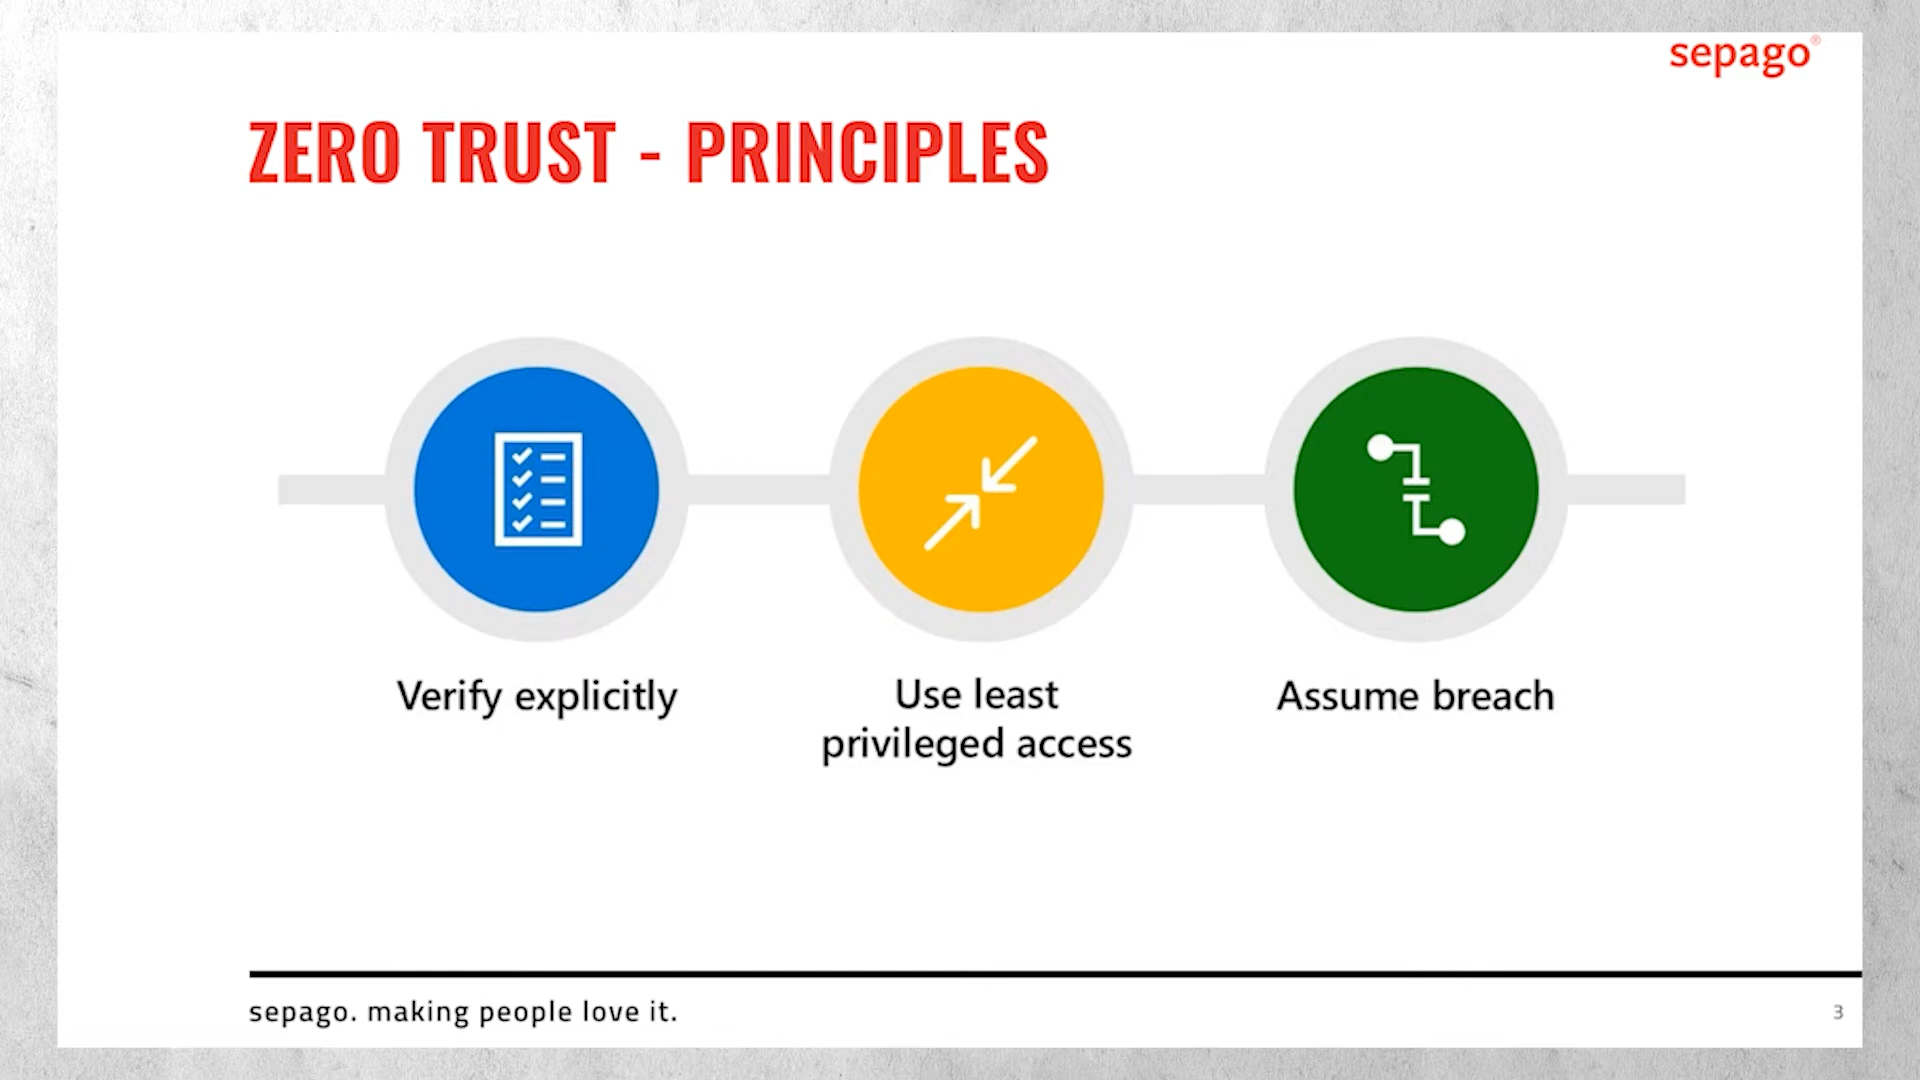 sepago®
ZERO TRUST - PRINCIPLES
Verify explicitly
Use least
privileged access
Assume breach
sepago. making people love it.
3